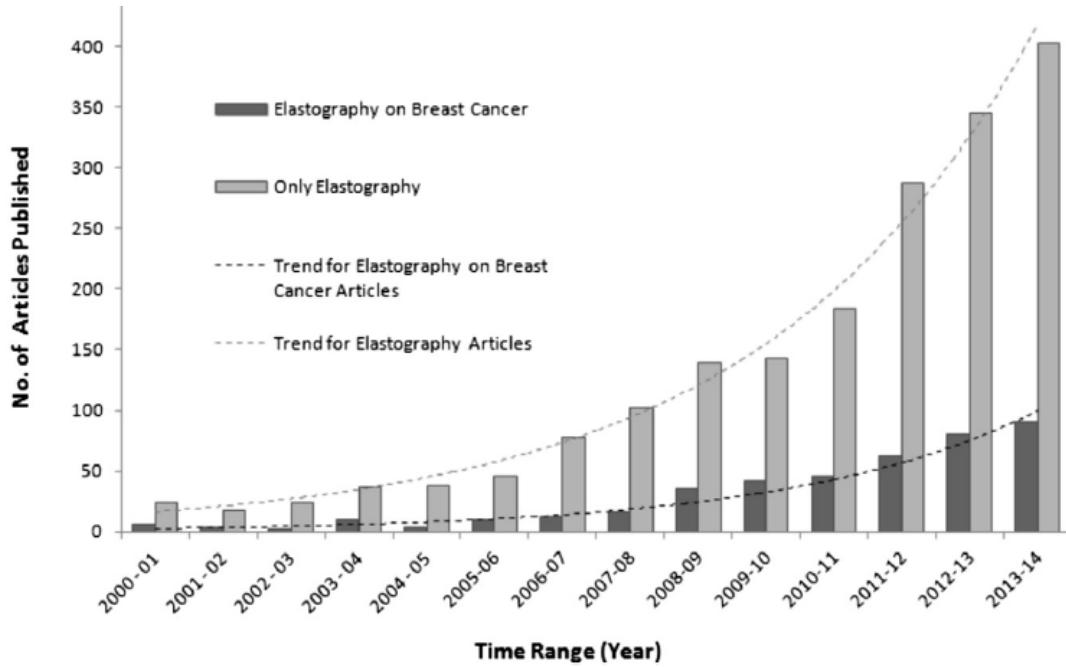 No. of Articles Published
400
350
300
250
200
150
100
50
0
Elastography on Breast Cancer
Only Elastography
Trend for Elastography on Breast
Cancer Articles
Trend for Elastography Articles
2000 - 01
2001 - 02
2002 - 03
2003 - 04
2004 - 05
2005-06
2006-07
2007-08
2008-09
2009-10
2010-11
2011-12
2012-13
2013-14
Time Range (Year)